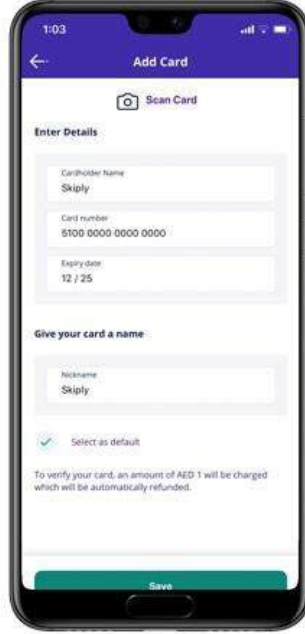 1:03
Add Card
Scan Card
Enter Details
Cardholder Name
Skiply
Card number
5100 0000 0000 0000
Expiry date
12 / 25
Give your card a name
Nickname
Skiply
Select as default
To verify your card, an amount of AED 1 will be charged
which will be automatically refunded.
Save